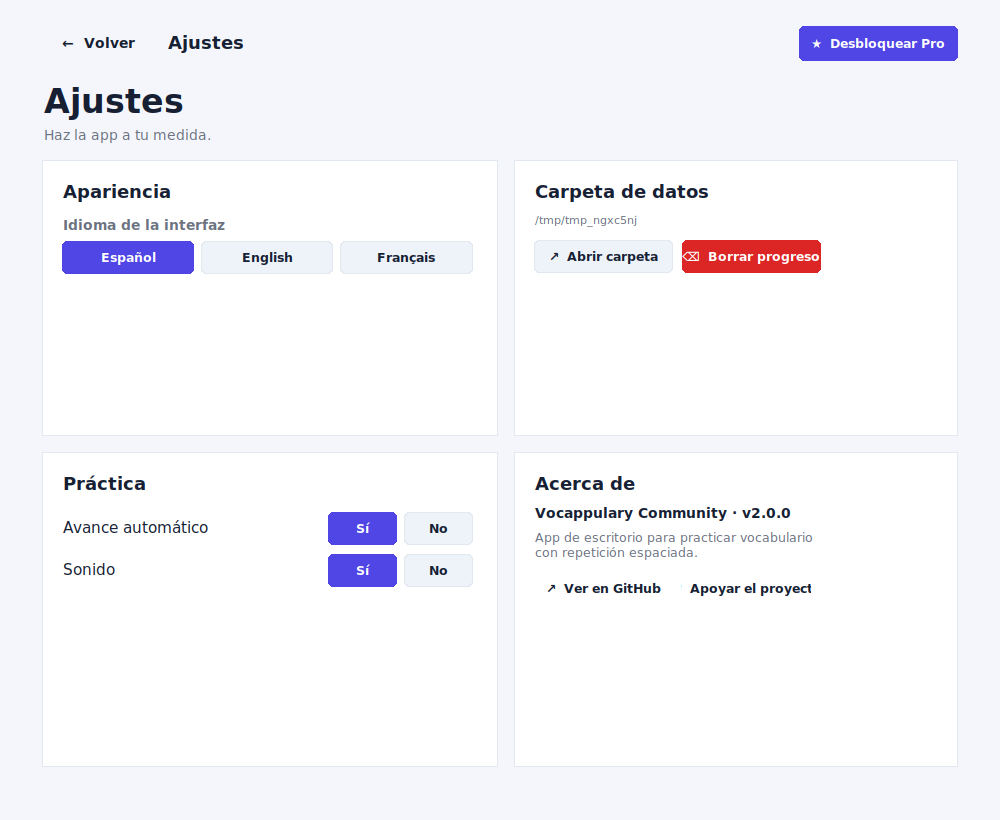 ← Volver
Ajustes
★ Desbloquear Pro
Ajustes
Haz la app a tu medida.
Apariencia
Idioma de la interfaz
Español
English
Français
Carpeta de datos
/tmp/tmp_ngxc5nj
↗ Abrir carpeta
⌫ Borrar progreso
Práctica
Avance automático
Sí
No
Sonido
Sí
No
Acerca de
Vocappulary Community · v2.0.0
App de escritorio para practicar vocabulario
con repetición espaciada.
↗ Ver en GitHub
Apoyar el proyect